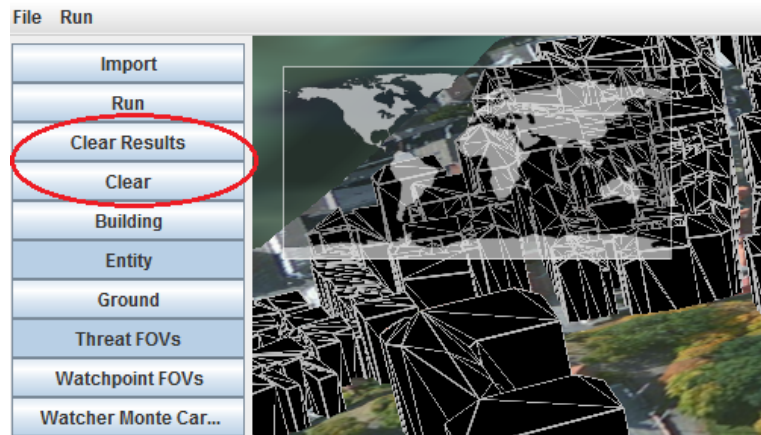 File Run
Import
Run
Clear Results
Clear
Building
Entity
Ground
Threat FOVs
Watchpoint FOVs
Watcher Monte Car...